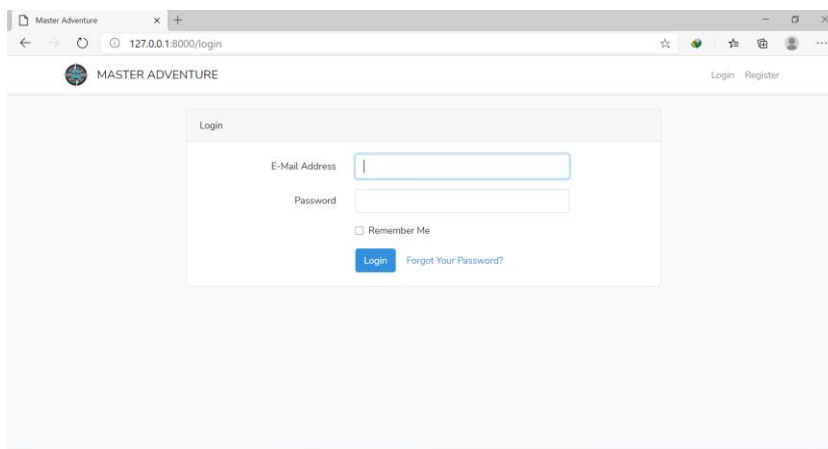 Master Adventure
127.0.0.1:8000/login
MASTER ADVENTURE
Login Register
Login
E-Mail Address
Password
Remember Me
Login Forgot Your Password?